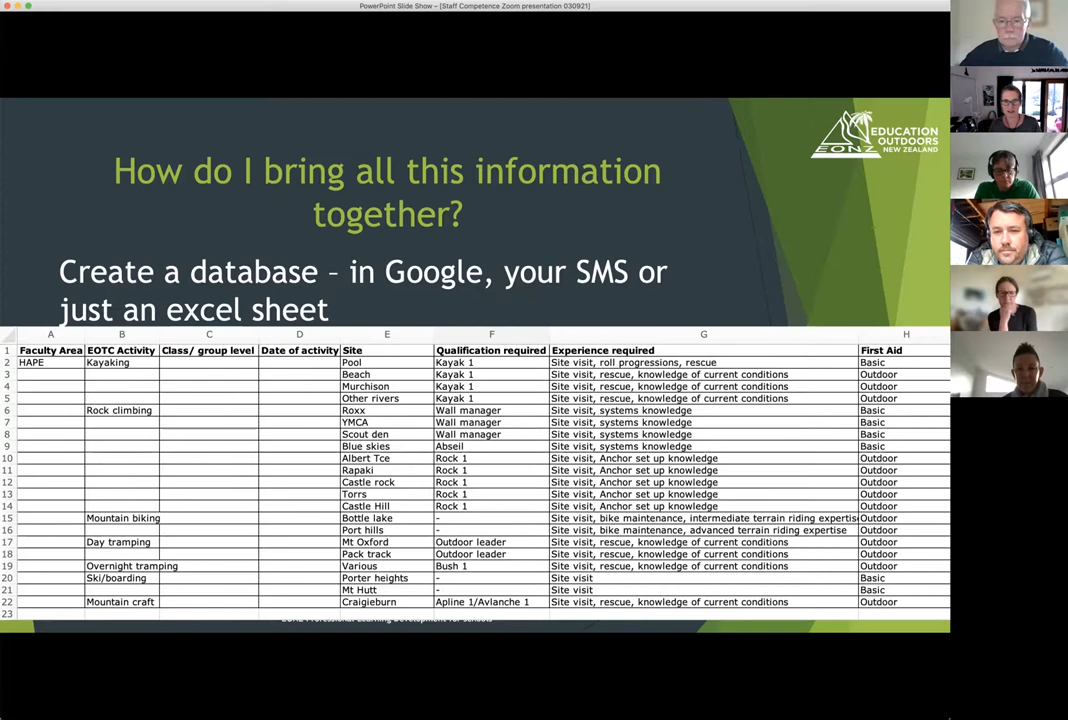 PowerPoint Slide Show - [Staff Competence Zoom presentation 030921]
EDUCATION
OUTDOORS
NEW ZEALAND
EONZ
How do I bring all this information
together?
Create a database – in Google, your SMS or
just an excel sheet
A B C D E F G H
1 Faculty Area EOTC Activity Class/ group level Date of activity Site Qualification required Experience required First Aid
2 HAPE Kayaking Pool Kayak 1 Site visit, roll progressions, rescue Basic
3 Beach Kayak 1 Site visit, rescue, knowledge of current conditions Outdoor
4 Murchison Kayak 1 Site visit, rescue, knowledge of current conditions Outdoor
5 Other rivers Kayak 1 Site visit, rescue, knowledge of current conditions Outdoor
6 Rock climbing Roxx Wall manager Site visit, systems knowledge Basic
7 YMCA Wall manager Site visit, systems knowledge Basic
8 Scout den Wall manager Site visit, systems knowledge Basic
9 Blue skies Abseil Site visit, systems knowledge Basic
10 Albert Tce Rock 1 Site visit, Anchor set up knowledge Outdoor
11 Rapaki Rock 1 Site visit, Anchor set up knowledge Outdoor
12 Castle rock Rock 1 Site visit, Anchor set up knowledge Outdoor
13 Torrs Rock 1 Site visit, Anchor set up knowledge Outdoor
14 Castle Hill Rock 1 Site visit, Anchor set up knowledge Outdoor
15 Mountain biking Bottle lake - Site visit, bike maintenance, intermediate terrain riding expertise Outdoor
16 Port hills - Site visit, bike maintenance, advanced terrain riding expertise Outdoor
17 Day tramping Mt Oxford Outdoor leader Site visit, rescue, knowledge of current conditions Outdoor
18 Pack track Outdoor leader Site visit, rescue, knowledge of current conditions Outdoor
19 Overnight tramping Various Bush 1 Site visit, rescue, knowledge of current conditions Outdoor
20 Ski/boarding Porter heights - Site visit Basic
21 Mt Hutt - Site visit Basic
22 Mountain craft Craigieburn Apline 1/Avlanche 1 Site visit, rescue, knowledge of current conditions Outdoor
23
EONZ Professional Learning Development for schools